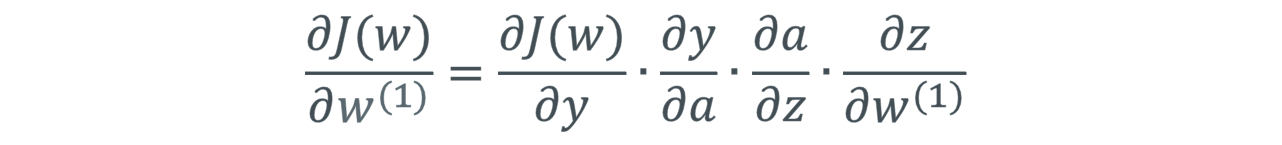 ∂J(w)/∂w⁽¹⁾ = ∂J(w)/∂y · ∂y/∂a · ∂a/∂z · ∂z/∂w⁽¹⁾